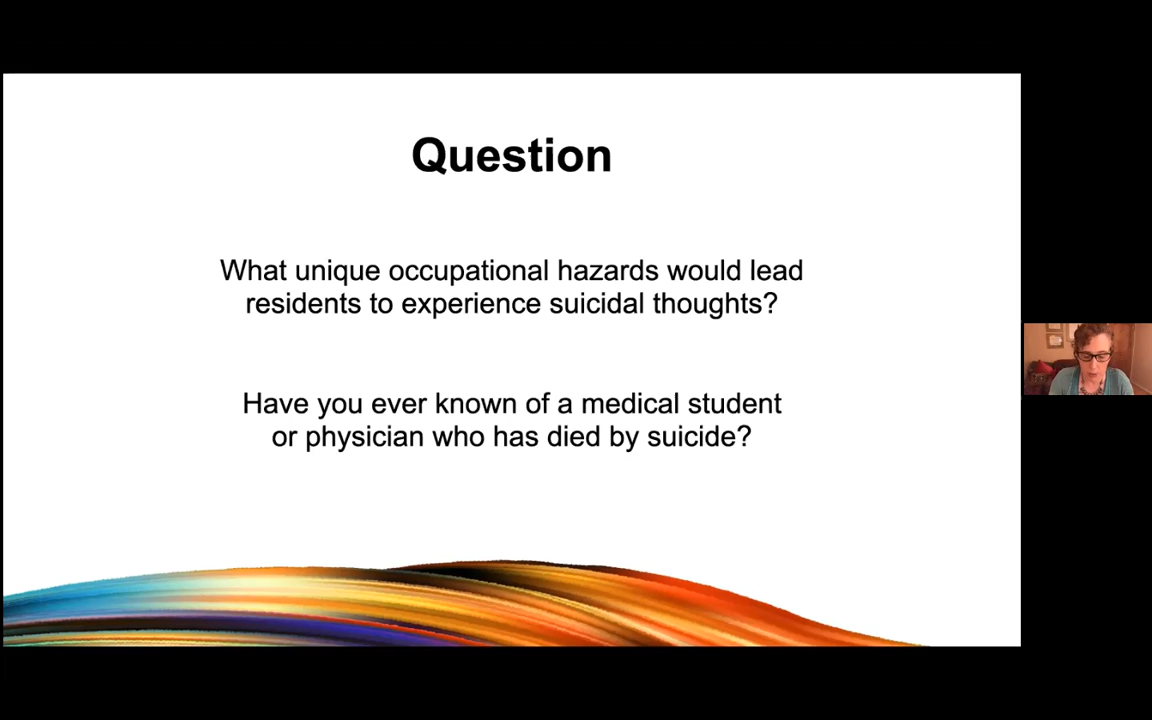 Question
What unique occupational hazards would lead
residents to experience suicidal thoughts?
Have you ever known of a medical student
or physician who has died by suicide?